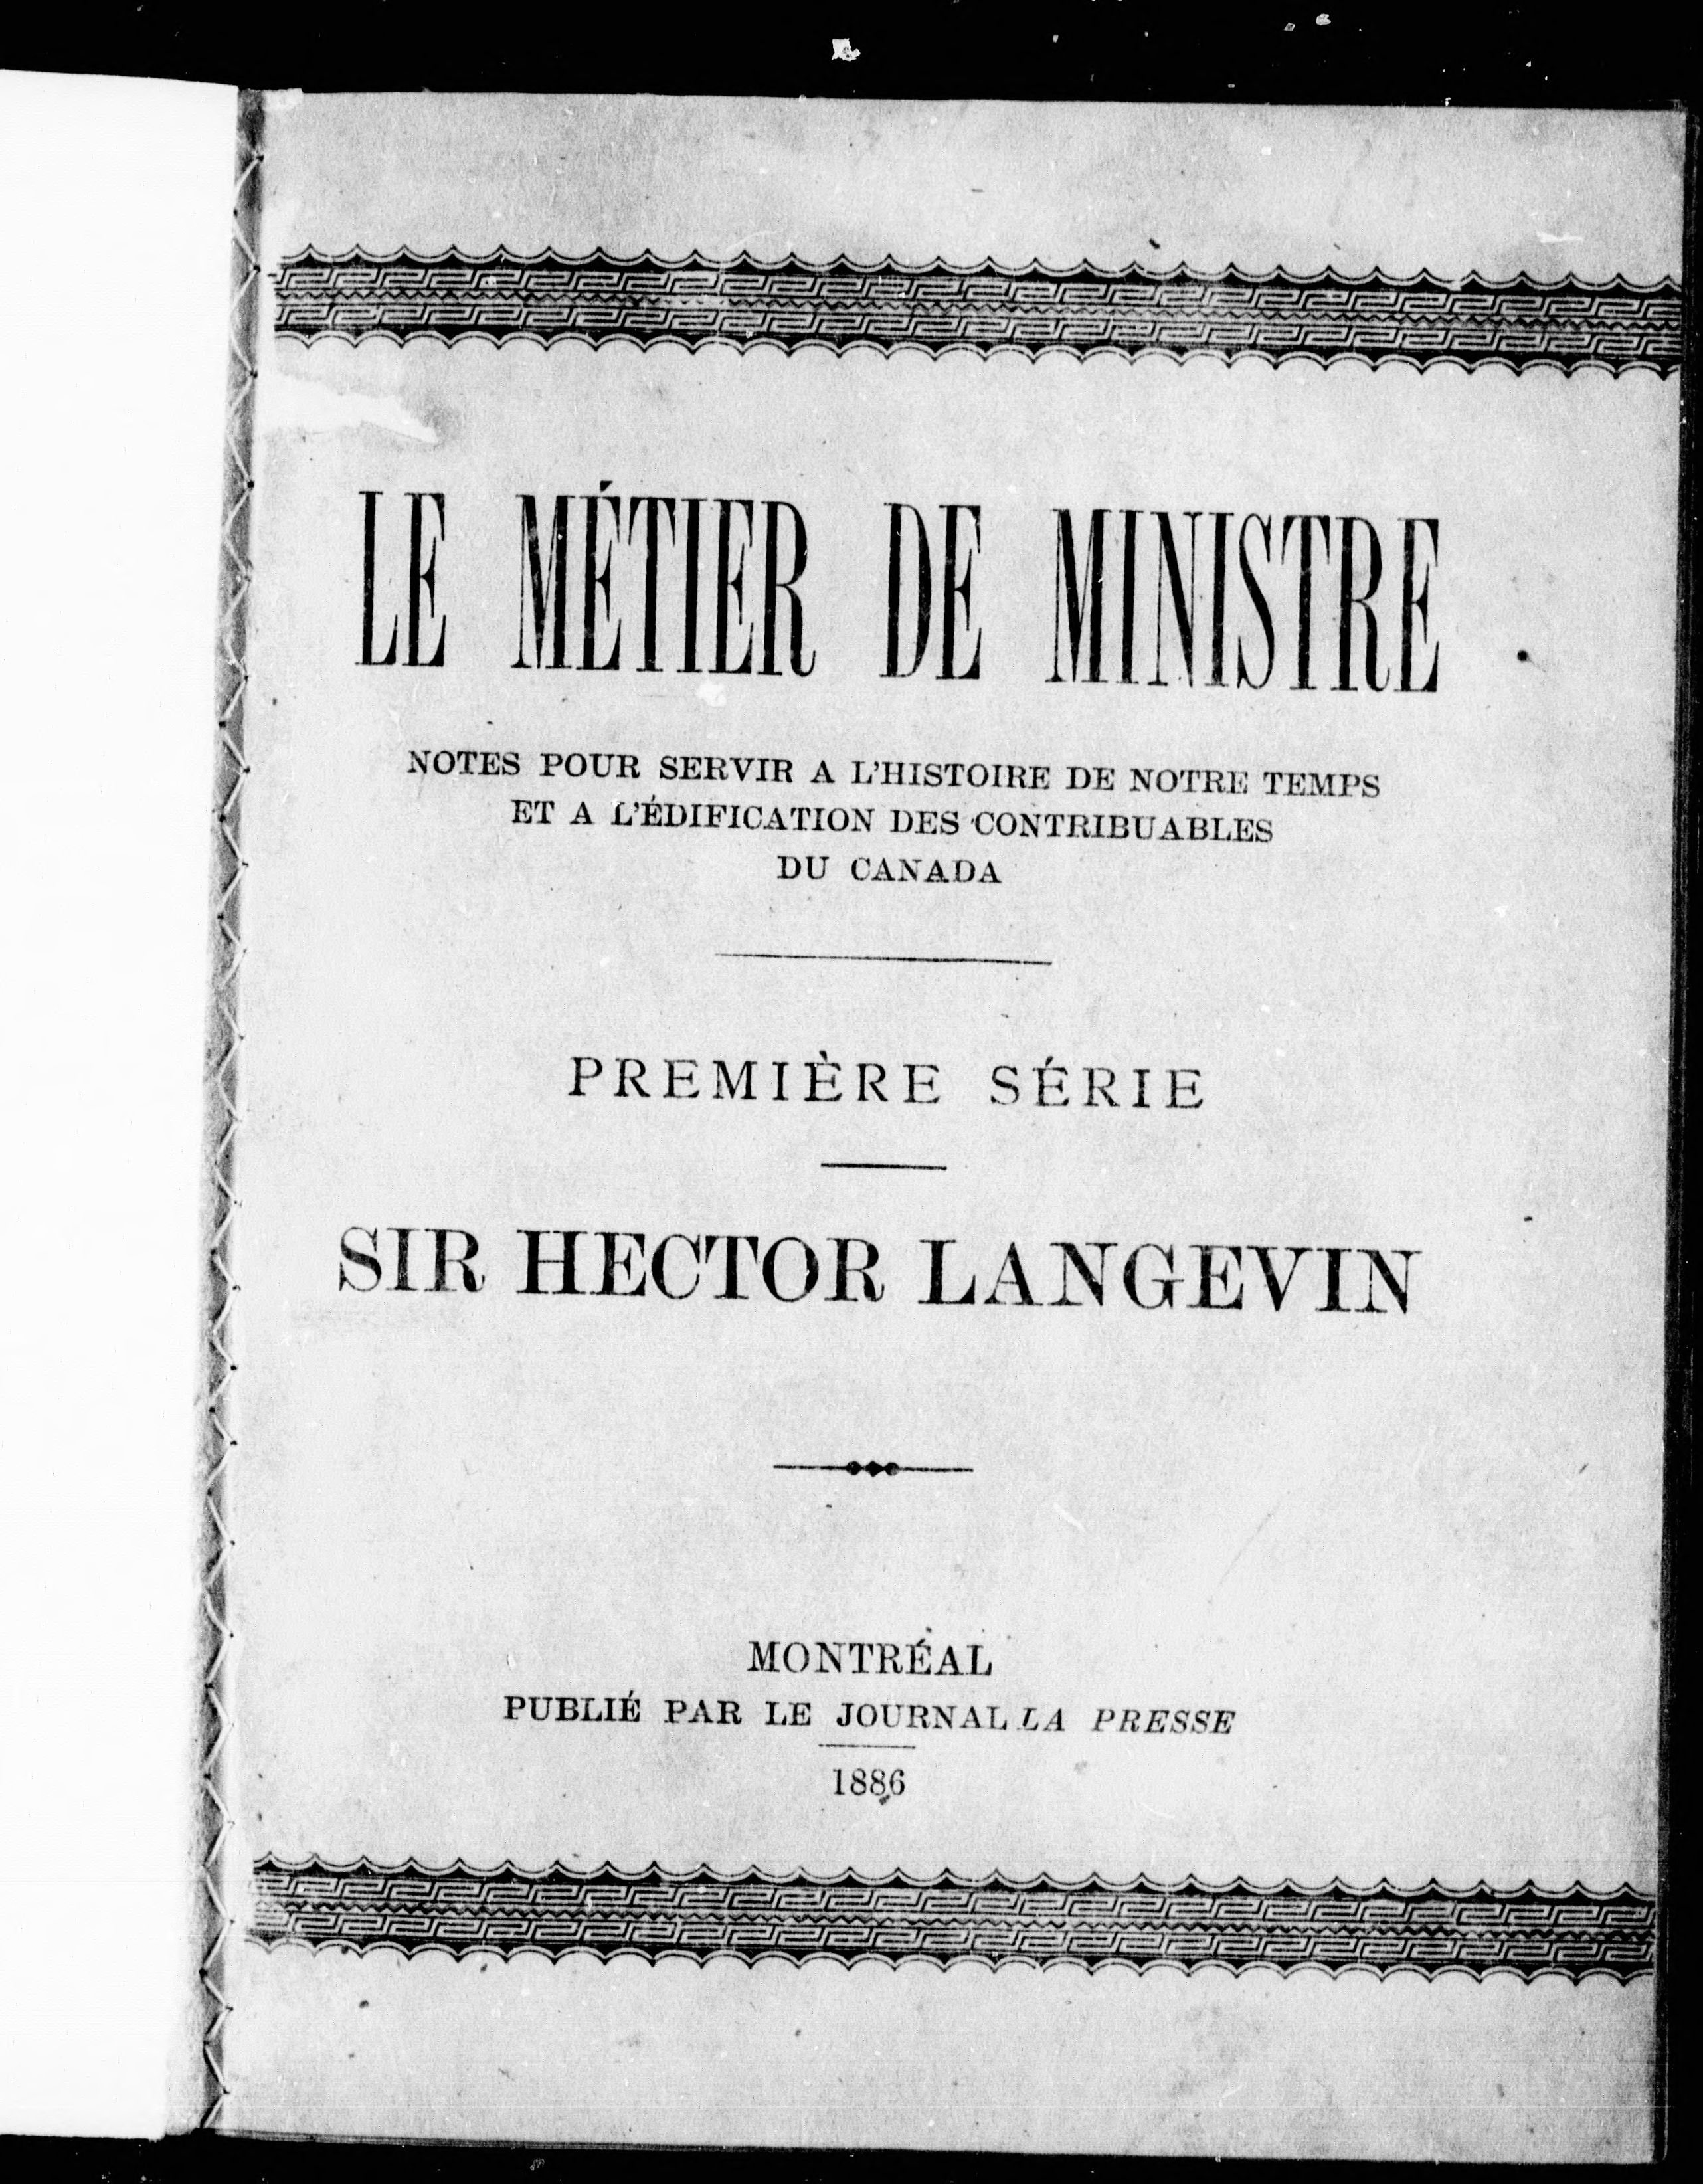 LE MÉTIER DE MINISTRE
NOTES POUR SERVIR A L'HISTOIRE DE NOTRE TEMPS
ET A L'ÉDIFICATION DES CONTRIBUABLES
DU CANADA
PREMIÈRE SÉRIE
SIR HECTOR LANGEVIN
MONTRÉAL
PUBLIÉ PAR LE JOURNAL LA PRESSE
1886